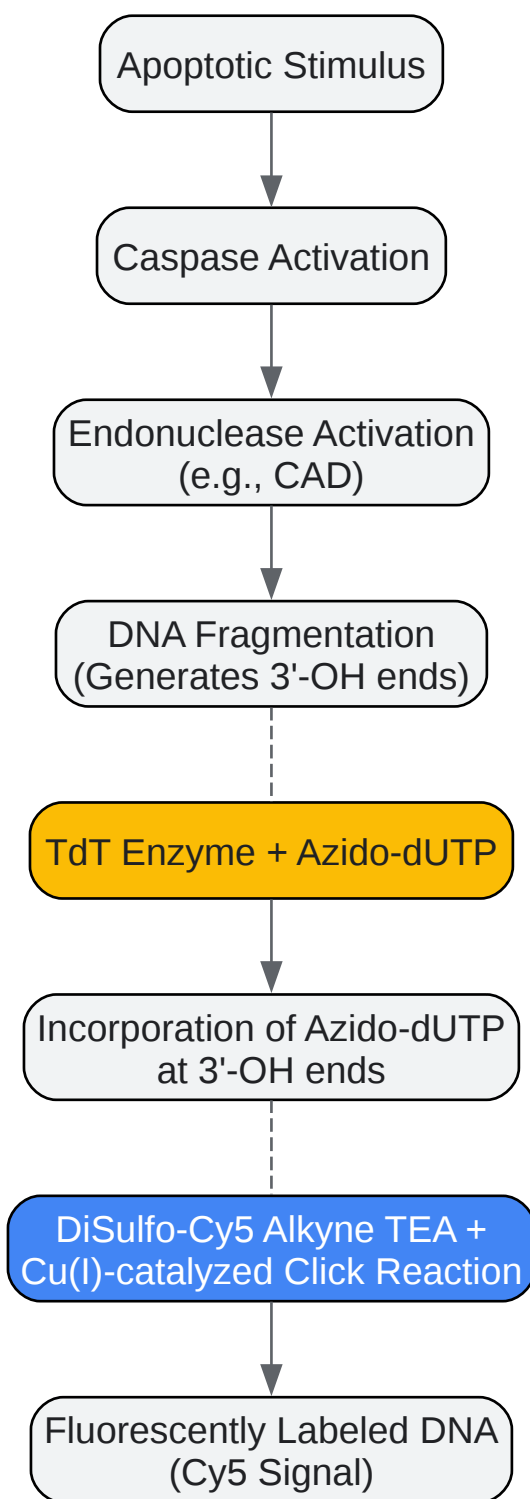 Apoptotic Stimulus
Caspase Activation
Endonuclease Activation
(e.g., CAD)
DNA Fragmentation
(Generates 3'-OH ends)
TdT Enzyme + Azido-dUTP
Incorporation of Azido-dUTP
at 3'-OH ends
DiSulfo-Cy5 Alkyne TEA +
Cu(I)-catalyzed Click Reaction
Fluorescently Labeled DNA
(Cy5 Signal)